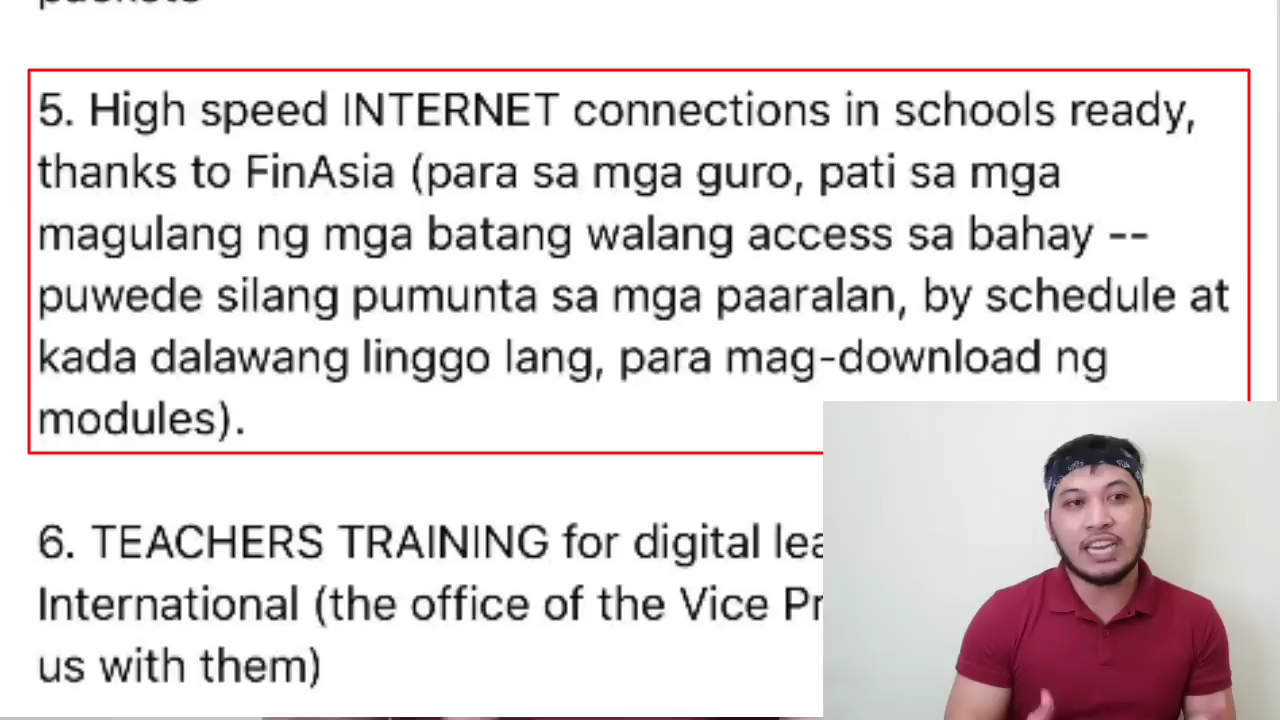 5. High speed INTERNET connections in schools ready,
thanks to FinAsia (para sa mga guro, pati sa mga
magulang ng mga batang walang access sa bahay --
puwede silang pumunta sa mga paaralan, by schedule at
kada dalawang linggo lang, para mag-download ng
modules).
6. TEACHERS TRAINING for digital
International (the office of the Vice
us with them)